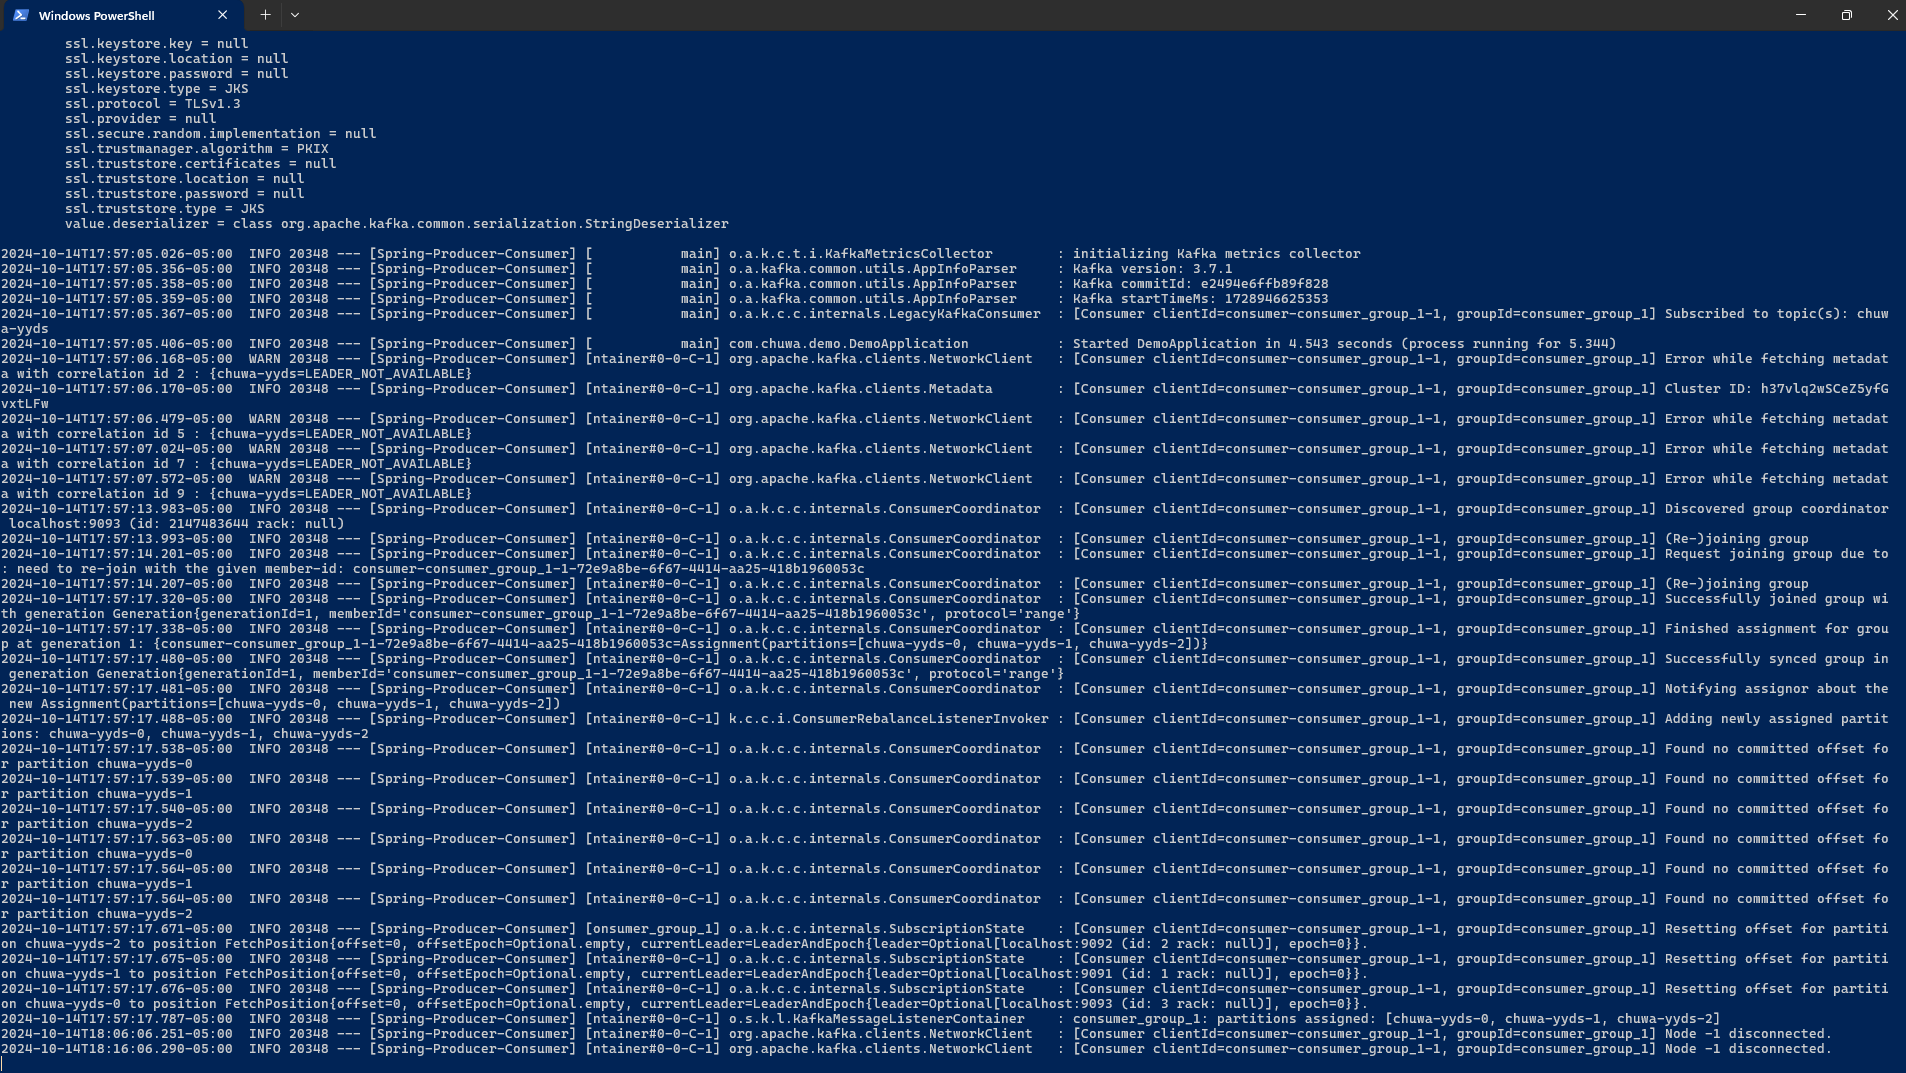 Windows PowerShell
ssl.keystore.key = null
ssl.keystore.location = null
ssl.keystore.password = null
ssl.keystore.type = JKS
ssl.protocol = TLSv1.3
ssl.provider = null
ssl.secure.random.implementation = null
ssl.trustmanager.algorithm = PKIX
ssl.truststore.certificates = null
ssl.truststore.location = null
ssl.truststore.password = null
ssl.truststore.type = JKS
value.deserializer = class org.apache.kafka.common.serialization.StringDeserializer
2024-10-14T17:57:05.026-05:00  INFO 20348 --- [Spring-Producer-Consumer] [           main] o.a.k.c.t.i.KafkaMetricsCollector        : initializing Kafka metrics collector
2024-10-14T17:57:05.356-05:00  INFO 20348 --- [Spring-Producer-Consumer] [           main] o.a.kafka.common.utils.AppInfoParser     : Kafka version: 3.7.1
2024-10-14T17:57:05.358-05:00  INFO 20348 --- [Spring-Producer-Consumer] [           main] o.a.kafka.common.utils.AppInfoParser     : Kafka commitId: e2494e6ffb89f828
2024-10-14T17:57:05.359-05:00  INFO 20348 --- [Spring-Producer-Consumer] [           main] o.a.kafka.common.utils.AppInfoParser     : Kafka startTimeMs: 1728946625353
2024-10-14T17:57:05.367-05:00  INFO 20348 --- [Spring-Producer-Consumer] [           main] o.a.k.c.c.internals.LegacyKafkaConsumer  : [Consumer clientId=consumer-consumer_group_1-1, groupId=consumer_group_1] Subscribed to topic(s): chuw
a-yyds
2024-10-14T17:57:05.406-05:00  INFO 20348 --- [Spring-Producer-Consumer] [           main] com.chuwa.demo.DemoApplication           : Started DemoApplication in 4.543 seconds (process running for 5.344)
2024-10-14T17:57:06.168-05:00  WARN 20348 --- [Spring-Producer-Consumer] [ntainer#0-0-C-1] org.apache.kafka.clients.NetworkClient   : [Consumer clientId=consumer-consumer_group_1-1, groupId=consumer_group_1] Error while fetching metadat
a with correlation id 2 : {chuwa-yyds=LEADER_NOT_AVAILABLE}
2024-10-14T17:57:06.170-05:00  INFO 20348 --- [Spring-Producer-Consumer] [ntainer#0-0-C-1] org.apache.kafka.clients.Metadata        : [Consumer clientId=consumer-consumer_group_1-1, groupId=consumer_group_1] Cluster ID: h37vlq2wSCeZ5yfG
vxtLFw
2024-10-14T17:57:06.479-05:00  WARN 20348 --- [Spring-Producer-Consumer] [ntainer#0-0-C-1] org.apache.kafka.clients.NetworkClient   : [Consumer clientId=consumer-consumer_group_1-1, groupId=consumer_group_1] Error while fetching metadat
a with correlation id 5 : {chuwa-yyds=LEADER_NOT_AVAILABLE}
2024-10-14T17:57:07.024-05:00  WARN 20348 --- [Spring-Producer-Consumer] [ntainer#0-0-C-1] org.apache.kafka.clients.NetworkClient   : [Consumer clientId=consumer-consumer_group_1-1, groupId=consumer_group_1] Error while fetching metadat
a with correlation id 7 : {chuwa-yyds=LEADER_NOT_AVAILABLE}
2024-10-14T17:57:07.572-05:00  WARN 20348 --- [Spring-Producer-Consumer] [ntainer#0-0-C-1] org.apache.kafka.clients.NetworkClient   : [Consumer clientId=consumer-consumer_group_1-1, groupId=consumer_group_1] Error while fetching metadat
a with correlation id 9 : {chuwa-yyds=LEADER_NOT_AVAILABLE}
2024-10-14T17:57:13.983-05:00  INFO 20348 --- [Spring-Producer-Consumer] [ntainer#0-0-C-1] o.a.k.c.c.internals.ConsumerCoordinator  : [Consumer clientId=consumer-consumer_group_1-1, groupId=consumer_group_1] Discovered group coordinator
localhost:9093 (id: 2147483644 rack: null)
2024-10-14T17:57:13.993-05:00  INFO 20348 --- [Spring-Producer-Consumer] [ntainer#0-0-C-1] o.a.k.c.c.internals.ConsumerCoordinator  : [Consumer clientId=consumer-consumer_group_1-1, groupId=consumer_group_1] (Re-)joining group
2024-10-14T17:57:14.201-05:00  INFO 20348 --- [Spring-Producer-Consumer] [ntainer#0-0-C-1] o.a.k.c.c.internals.ConsumerCoordinator  : [Consumer clientId=consumer-consumer_group_1-1, groupId=consumer_group_1] Request joining group due to
: need to re-join with the given member-id: consumer-consumer_group_1-1-72e9a8be-6f67-4414-aa25-418b1960053c
2024-10-14T17:57:14.207-05:00  INFO 20348 --- [Spring-Producer-Consumer] [ntainer#0-0-C-1] o.a.k.c.c.internals.ConsumerCoordinator  : [Consumer clientId=consumer-consumer_group_1-1, groupId=consumer_group_1] (Re-)joining group
2024-10-14T17:57:17.320-05:00  INFO 20348 --- [Spring-Producer-Consumer] [ntainer#0-0-C-1] o.a.k.c.c.internals.ConsumerCoordinator  : [Consumer clientId=consumer-consumer_group_1-1, groupId=consumer_group_1] Successfully joined group wi
th generation Generation{generationId=1, memberId='consumer-consumer_group_1-1-72e9a8be-6f67-4414-aa25-418b1960053c', protocol='range'}
2024-10-14T17:57:17.338-05:00  INFO 20348 --- [Spring-Producer-Consumer] [ntainer#0-0-C-1] o.a.k.c.c.internals.ConsumerCoordinator  : [Consumer clientId=consumer-consumer_group_1-1, groupId=consumer_group_1] Finished assignment for grou
p at generation 1: {consumer-consumer_group_1-1-72e9a8be-6f67-4414-aa25-418b1960053c=Assignment(partitions=[chuwa-yyds-0, chuwa-yyds-1, chuwa-yyds-2])}
2024-10-14T17:57:17.480-05:00  INFO 20348 --- [Spring-Producer-Consumer] [ntainer#0-0-C-1] o.a.k.c.c.internals.ConsumerCoordinator  : [Consumer clientId=consumer-consumer_group_1-1, groupId=consumer_group_1] Successfully synced group in
generation Generation{generationId=1, memberId='consumer-consumer_group_1-1-72e9a8be-6f67-4414-aa25-418b1960053c', protocol='range'}
2024-10-14T17:57:17.481-05:00  INFO 20348 --- [Spring-Producer-Consumer] [ntainer#0-0-C-1] o.a.k.c.c.internals.ConsumerCoordinator  : [Consumer clientId=consumer-consumer_group_1-1, groupId=consumer_group_1] Notifying assignor about the
new Assignment(partitions=[chuwa-yyds-0, chuwa-yyds-1, chuwa-yyds-2])
2024-10-14T17:57:17.488-05:00  INFO 20348 --- [Spring-Producer-Consumer] [ntainer#0-0-C-1] k.c.c.i.ConsumerRebalanceListenerInvoker : [Consumer clientId=consumer-consumer_group_1-1, groupId=consumer_group_1] Adding newly assigned partit
ions: chuwa-yyds-0, chuwa-yyds-1, chuwa-yyds-2
2024-10-14T17:57:17.538-05:00  INFO 20348 --- [Spring-Producer-Consumer] [ntainer#0-0-C-1] o.a.k.c.c.internals.ConsumerCoordinator  : [Consumer clientId=consumer-consumer_group_1-1, groupId=consumer_group_1] Found no committed offset fo
r partition chuwa-yyds-0
2024-10-14T17:57:17.539-05:00  INFO 20348 --- [Spring-Producer-Consumer] [ntainer#0-0-C-1] o.a.k.c.c.internals.ConsumerCoordinator  : [Consumer clientId=consumer-consumer_group_1-1, groupId=consumer_group_1] Found no committed offset fo
r partition chuwa-yyds-1
2024-10-14T17:57:17.540-05:00  INFO 20348 --- [Spring-Producer-Consumer] [ntainer#0-0-C-1] o.a.k.c.c.internals.ConsumerCoordinator  : [Consumer clientId=consumer-consumer_group_1-1, groupId=consumer_group_1] Found no committed offset fo
r partition chuwa-yyds-2
2024-10-14T17:57:17.563-05:00  INFO 20348 --- [Spring-Producer-Consumer] [ntainer#0-0-C-1] o.a.k.c.c.internals.ConsumerCoordinator  : [Consumer clientId=consumer-consumer_group_1-1, groupId=consumer_group_1] Found no committed offset fo
r partition chuwa-yyds-0
2024-10-14T17:57:17.564-05:00  INFO 20348 --- [Spring-Producer-Consumer] [ntainer#0-0-C-1] o.a.k.c.c.internals.ConsumerCoordinator  : [Consumer clientId=consumer-consumer_group_1-1, groupId=consumer_group_1] Found no committed offset fo
r partition chuwa-yyds-1
2024-10-14T17:57:17.564-05:00  INFO 20348 --- [Spring-Producer-Consumer] [ntainer#0-0-C-1] o.a.k.c.c.internals.ConsumerCoordinator  : [Consumer clientId=consumer-consumer_group_1-1, groupId=consumer_group_1] Found no committed offset fo
r partition chuwa-yyds-2
2024-10-14T17:57:17.671-05:00  INFO 20348 --- [Spring-Producer-Consumer] [onsumer_group_1] o.a.k.c.c.internals.SubscriptionState    : [Consumer clientId=consumer-consumer_group_1-1, groupId=consumer_group_1] Resetting offset for partiti
on chuwa-yyds-2 to position FetchPosition{offset=0, offsetEpoch=Optional.empty, currentLeader=LeaderAndEpoch{leader=Optional[localhost:9092 (id: 2 rack: null)], epoch=0}}.
2024-10-14T17:57:17.675-05:00  INFO 20348 --- [Spring-Producer-Consumer] [ntainer#0-0-C-1] o.a.k.c.c.internals.SubscriptionState    : [Consumer clientId=consumer-consumer_group_1-1, groupId=consumer_group_1] Resetting offset for partiti
on chuwa-yyds-1 to position FetchPosition{offset=0, offsetEpoch=Optional.empty, currentLeader=LeaderAndEpoch{leader=Optional[localhost:9091 (id: 1 rack: null)], epoch=0}}.
2024-10-14T17:57:17.676-05:00  INFO 20348 --- [Spring-Producer-Consumer] [ntainer#0-0-C-1] o.a.k.c.c.internals.SubscriptionState    : [Consumer clientId=consumer-consumer_group_1-1, groupId=consumer_group_1] Resetting offset for partiti
on chuwa-yyds-0 to position FetchPosition{offset=0, offsetEpoch=Optional.empty, currentLeader=LeaderAndEpoch{leader=Optional[localhost:9093 (id: 3 rack: null)], epoch=0}}.
2024-10-14T17:57:17.787-05:00  INFO 20348 --- [Spring-Producer-Consumer] [ntainer#0-0-C-1] o.s.k.l.KafkaMessageListenerContainer    : consumer_group_1: partitions assigned: [chuwa-yyds-0, chuwa-yyds-1, chuwa-yyds-2]
2024-10-14T18:06:06.251-05:00  INFO 20348 --- [Spring-Producer-Consumer] [ntainer#0-0-C-1] org.apache.kafka.clients.NetworkClient   : [Consumer clientId=consumer-consumer_group_1-1, groupId=consumer_group_1] Node -1 disconnected.
2024-10-14T18:16:06.290-05:00  INFO 20348 --- [Spring-Producer-Consumer] [ntainer#0-0-C-1] org.apache.kafka.clients.NetworkClient   : [Consumer clientId=consumer-consumer_group_1-1, groupId=consumer_group_1] Node -1 disconnected.